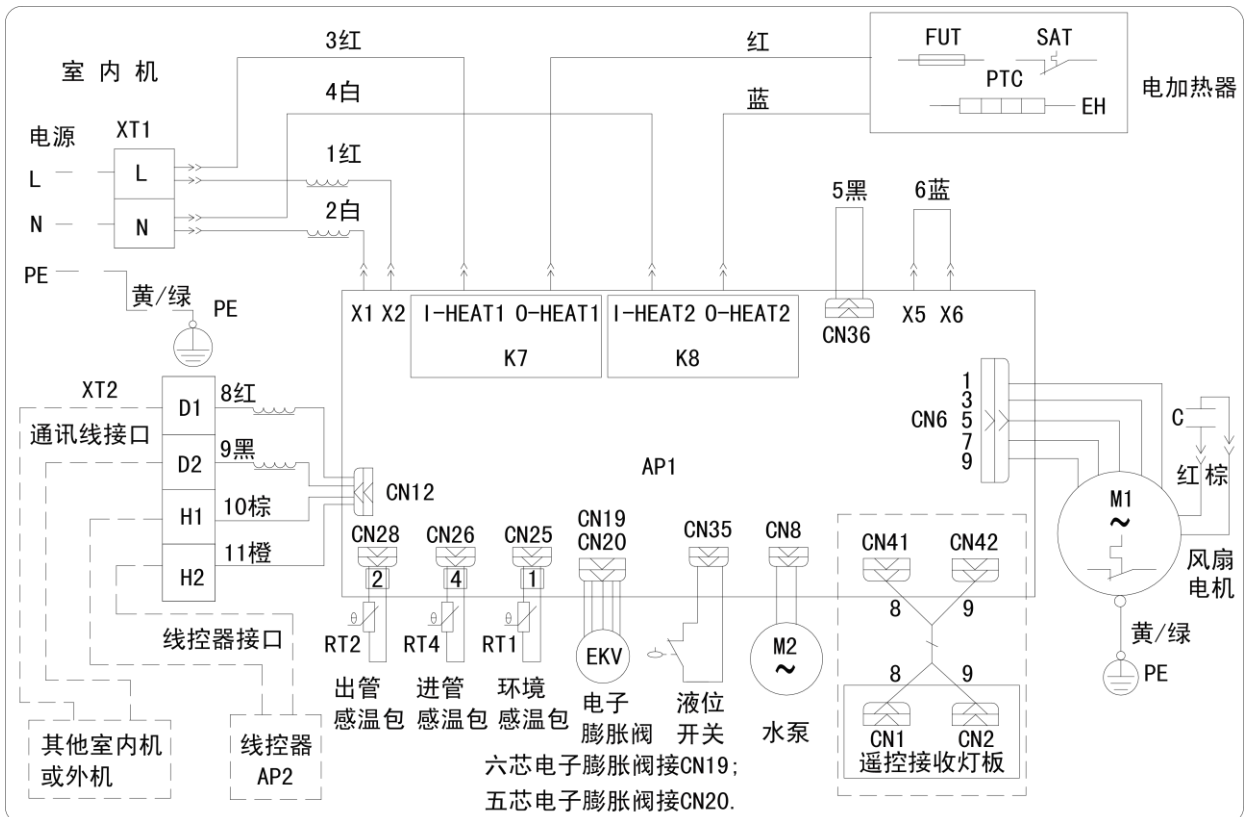 室内机
3红
红
FUT
SAT
PTC
EH
电加热器
4白
蓝
电源
XT1
L
L
1红
N
N
2白
5黑
6蓝
PE
黄/绿
PE
X1
X2
I-HEAT1
O-HEAT1
K7
I-HEAT2
O-HEAT2
K8
CN36
X5
X6
XT2
通讯线接口
D1
8红
D2
9黑
H1
10棕
H2
11橙
CN12
AP1
CN6
1
3
5
7
9
C
红
棕
M1
~
风扇
电机
黄/绿
PE
线控器接口
其他室内机
或外机
线控器
AP2
CN28
2
θ
RT2
出管
感温包
CN26
4
θ
RT4
进管
感温包
CN25
1
θ
RT1
环境
感温包
CN19
CN20
EKV
电子
膨胀阀
CN35
液位
开关
CN8
M2
~
水泵
CN41
CN42
8
9
8
9
CN1
CN2
遥控接收灯板
六芯电子膨胀阀接CN19;
五芯电子膨胀阀接CN20.